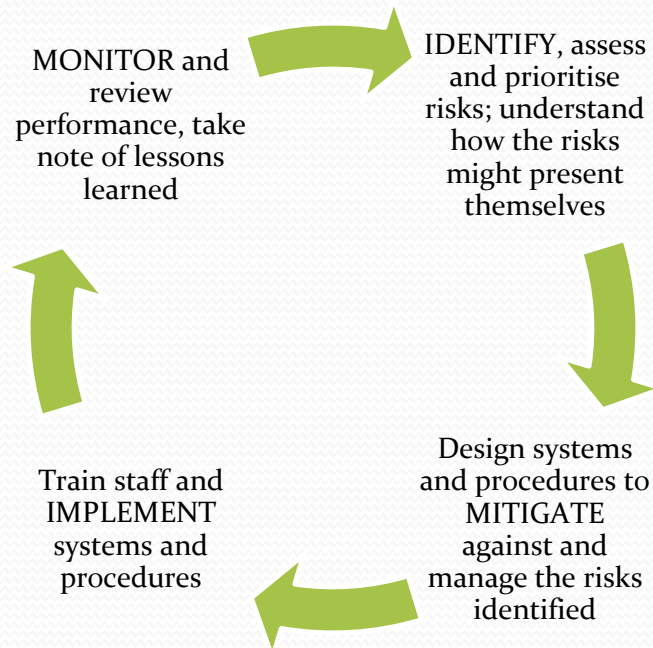 MONITOR and
review
performance, take
note of lessons
learned
IDENTIFY, assess
and prioritise
risks; understand
how the risks
might present
themselves
Design systems
and procedures to
MITIGATE
against and
manage the risks
identified
Train staff and
IMPLEMENT
systems and
procedures